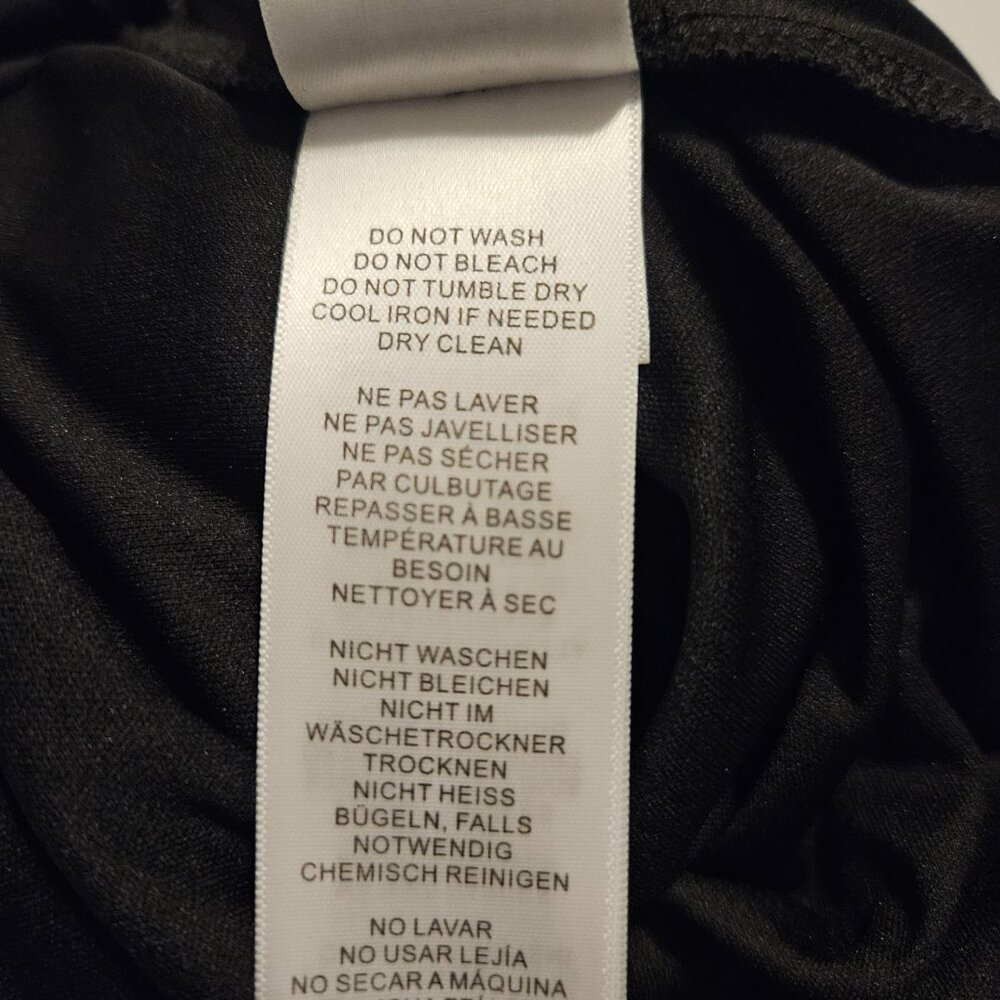 DO NOT WASH
DO NOT BLEACH
DO NOT TUMBLE DRY
COOL IRON IF NEEDED
DRY CLEAN
NE PAS LAVER
NE PAS JAVELLISER
NE PAS SÉCHER
PAR CULBUTAGE
REPASSER À BASSE
TEMPÉRATURE AU
BESOIN
NETTOYER À SEC
NICHT WASCHEN
NICHT BLEICHEN
NICHT IM
WÄSCHETROCKNER
TROCKNEN
NICHT HEISS
BÜGELN, FALLS
NOTWENDIG
CHEMISCH REINIGEN
NO LAVAR
NO USAR LEJÍA
NO SECAR A MÁQUINA